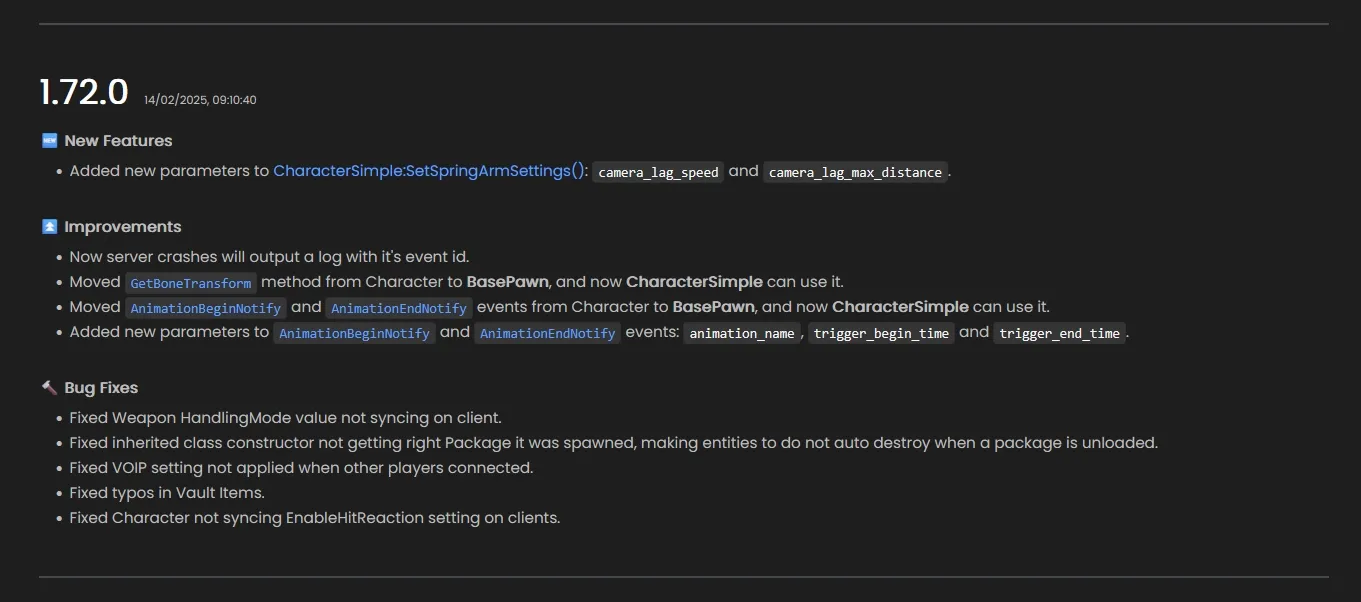 1.72.0 14/02/2025, 09:10:40
NEW New Features
• Added new parameters to CharacterSimple:SetSpringArmSettings(): camera_lag_speed and camera_lag_max_distance.
Improvements
• Now server crashes will output a log with it's event id.
• Moved GetBoneTransform method from Character to BasePawn, and now CharacterSimple can use it.
• Moved AnimationBeginNotify and AnimationEndNotify events from Character to BasePawn, and now CharacterSimple can use it.
• Added new parameters to AnimationBeginNotify and AnimationEndNotify events: animation_name, trigger_begin_time and trigger_end_time.
Bug Fixes
• Fixed Weapon HandlingMode value not syncing on client.
• Fixed inherited class constructor not getting right Package it was spawned, making entities to do not auto destroy when a package is unloaded.
• Fixed VOIP setting not applied when other players connected.
• Fixed typos in Vault Items.
• Fixed Character not syncing EnableHitReaction setting on clients.